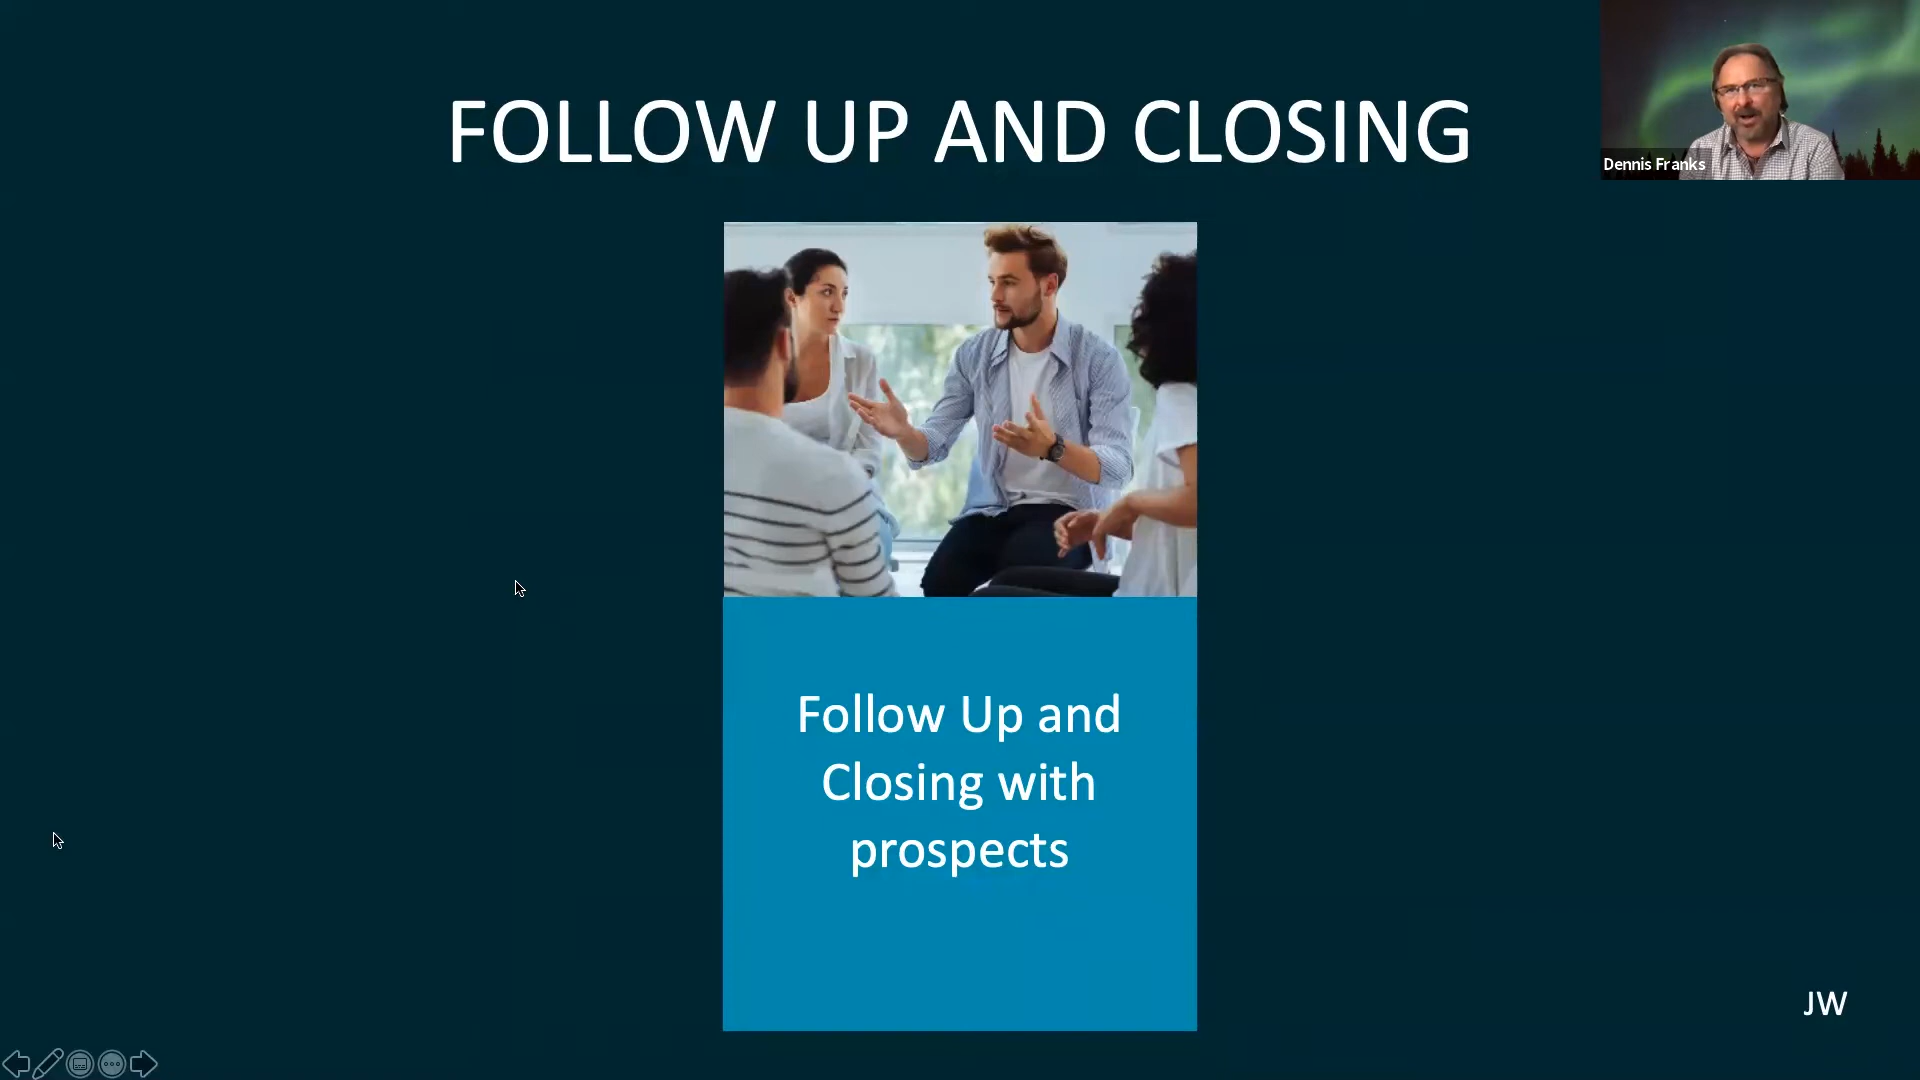 FOLLOW UP AND CLOSING
Dennis Franks
Follow Up and
Closing with
prospects
JW